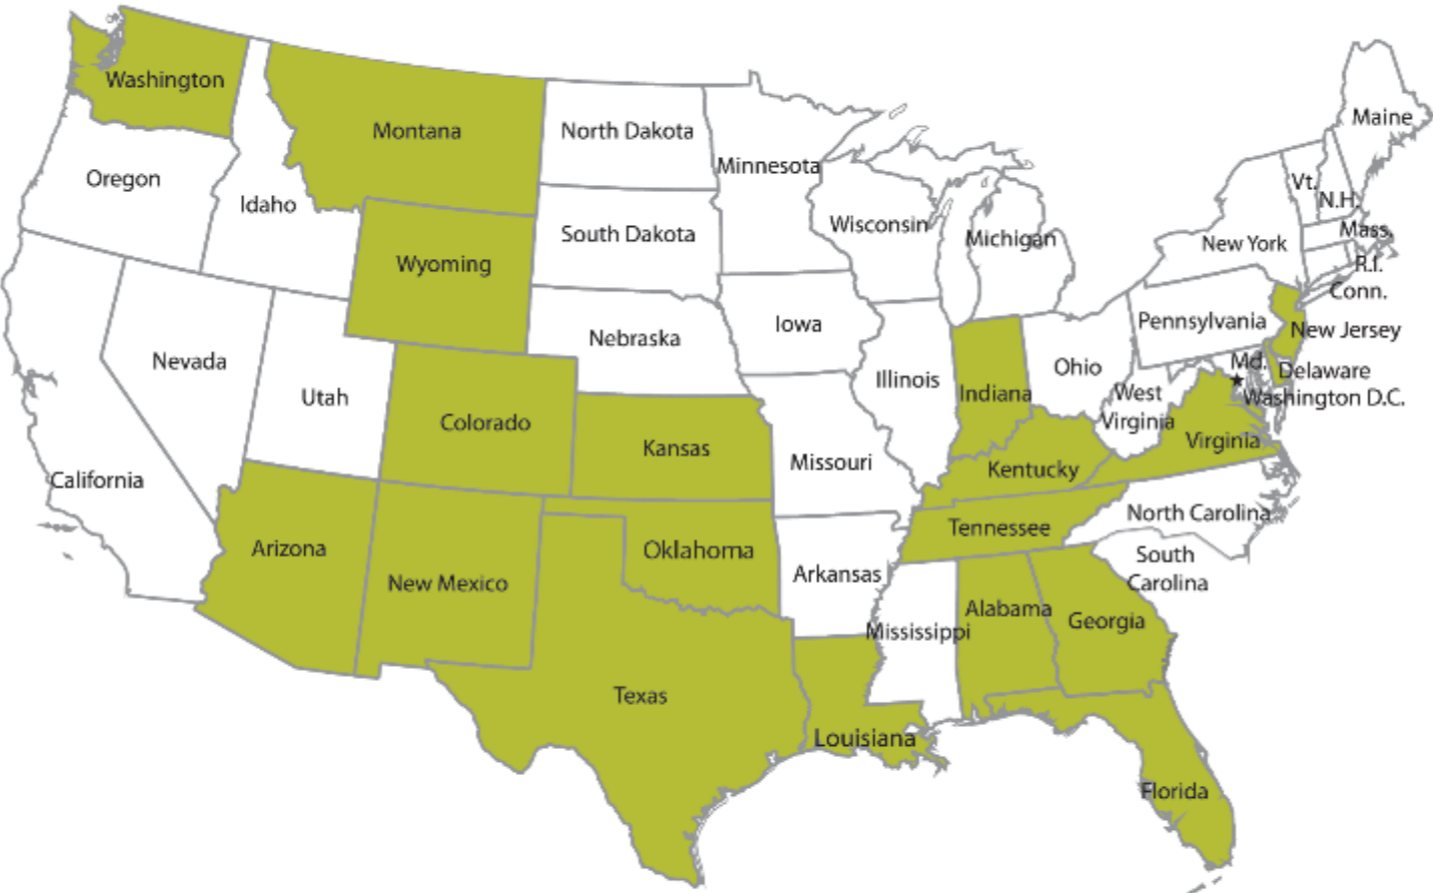 Washington
Montana
North Dakota
Minnesota
Maine
Oregon
Idaho
Vt.
N.H.
Wisconsin
Michigan
Mass.
South Dakota
New York
Wyoming
R.I.
Conn.
Iowa
Pennsylvania
New Jersey
Nebraska
Nevada
Md.
Ohio
Delaware
Illinois
Indiana
Utah
West
Virginia
Washington D.C.
Colorado
Kansas
Virginia
Missouri
Kentucky
California
North Carolina
Tennessee
Arizona
Oklahoma
South
Carolina
Arkansas
New Mexico
Alabama
Georgia
Mississippi
Texas
Louisiana
Florida